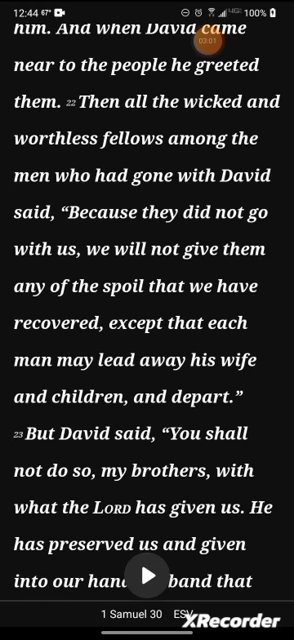 12:44 67° 100%
03:01
him. And when David came
near to the people he greeted
them. 22 Then all the wicked and
worthless fellows among the
men who had gone with David
said, “Because they did not go
with us, we will not give them
any of the spoil that we have
recovered, except that each
man may lead away his wife
and children, and depart.”
23 But David said, “You shall
not do so, my brothers, with
what the LORD has given us. He
has preserved us and given
into our band that
1 Samuel 30 ESV
XRecorder